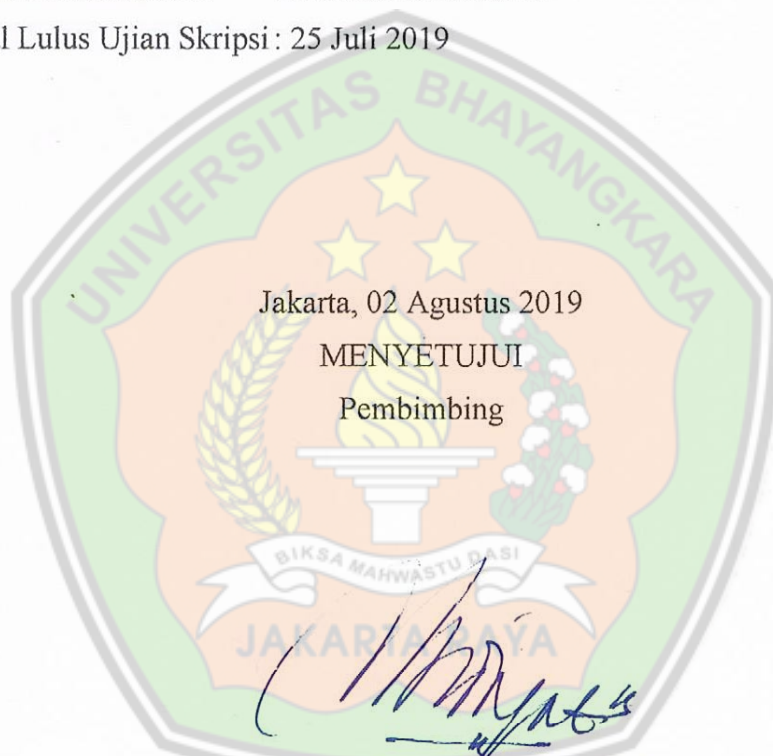 l Lulus Ujian Skripsi : 25 Juli 2019
UNIVERSITAS BHAYANGKARA
Jakarta, 02 Agustus 2019
MENYETUJUI
Pembimbing
BIKSA MAHWASTU DASI
JAKARTA RAYA